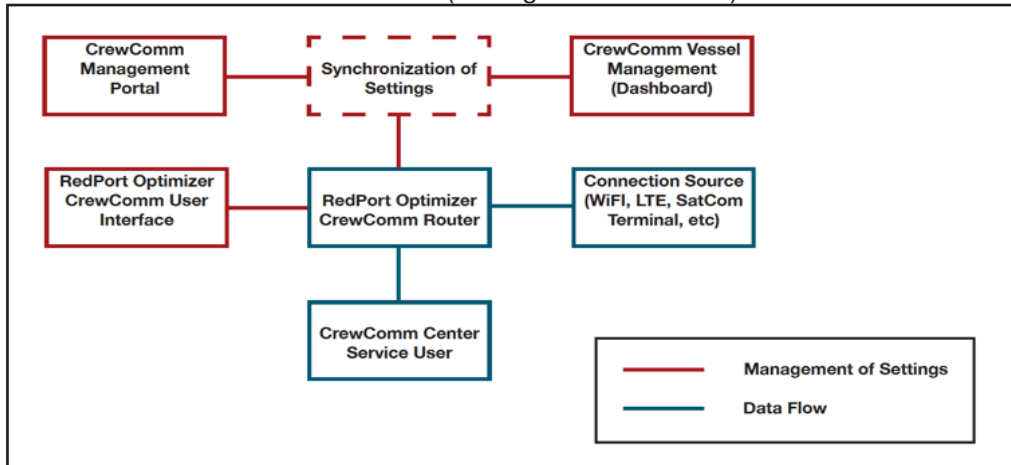 CrewComm
Management
Portal
Synchronization of
Settings
CrewComm Vessel
Management
(Dashboard)
RedPort Optimizer
CrewComm User
Interface
RedPort Optimizer
CrewComm Router
Connection Source
(WiFI, LTE, SatCom
Terminal, etc)
CrewComm Center
Service User
Management of Settings
Data Flow